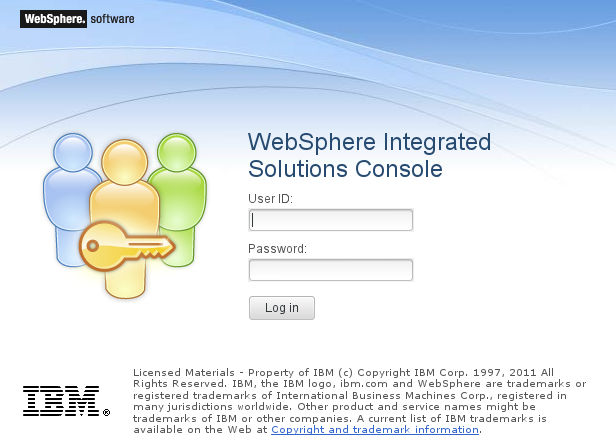 WebSphere. software
WebSphere Integrated
Solutions Console
User ID:
Password:
Log in
Licensed Materials - Property of IBM (c) Copyright IBM Corp. 1997, 2011 All
Rights Reserved. IBM, the IBM logo, ibm.com and WebSphere are trademarks or
registered trademarks of International Business Machines Corp., registered in
many jurisdictions worldwide. Other product and service names might be
trademarks of IBM or other companies. A current list of IBM trademarks is
available on the Web at Copyright and trademark information.
IBM®